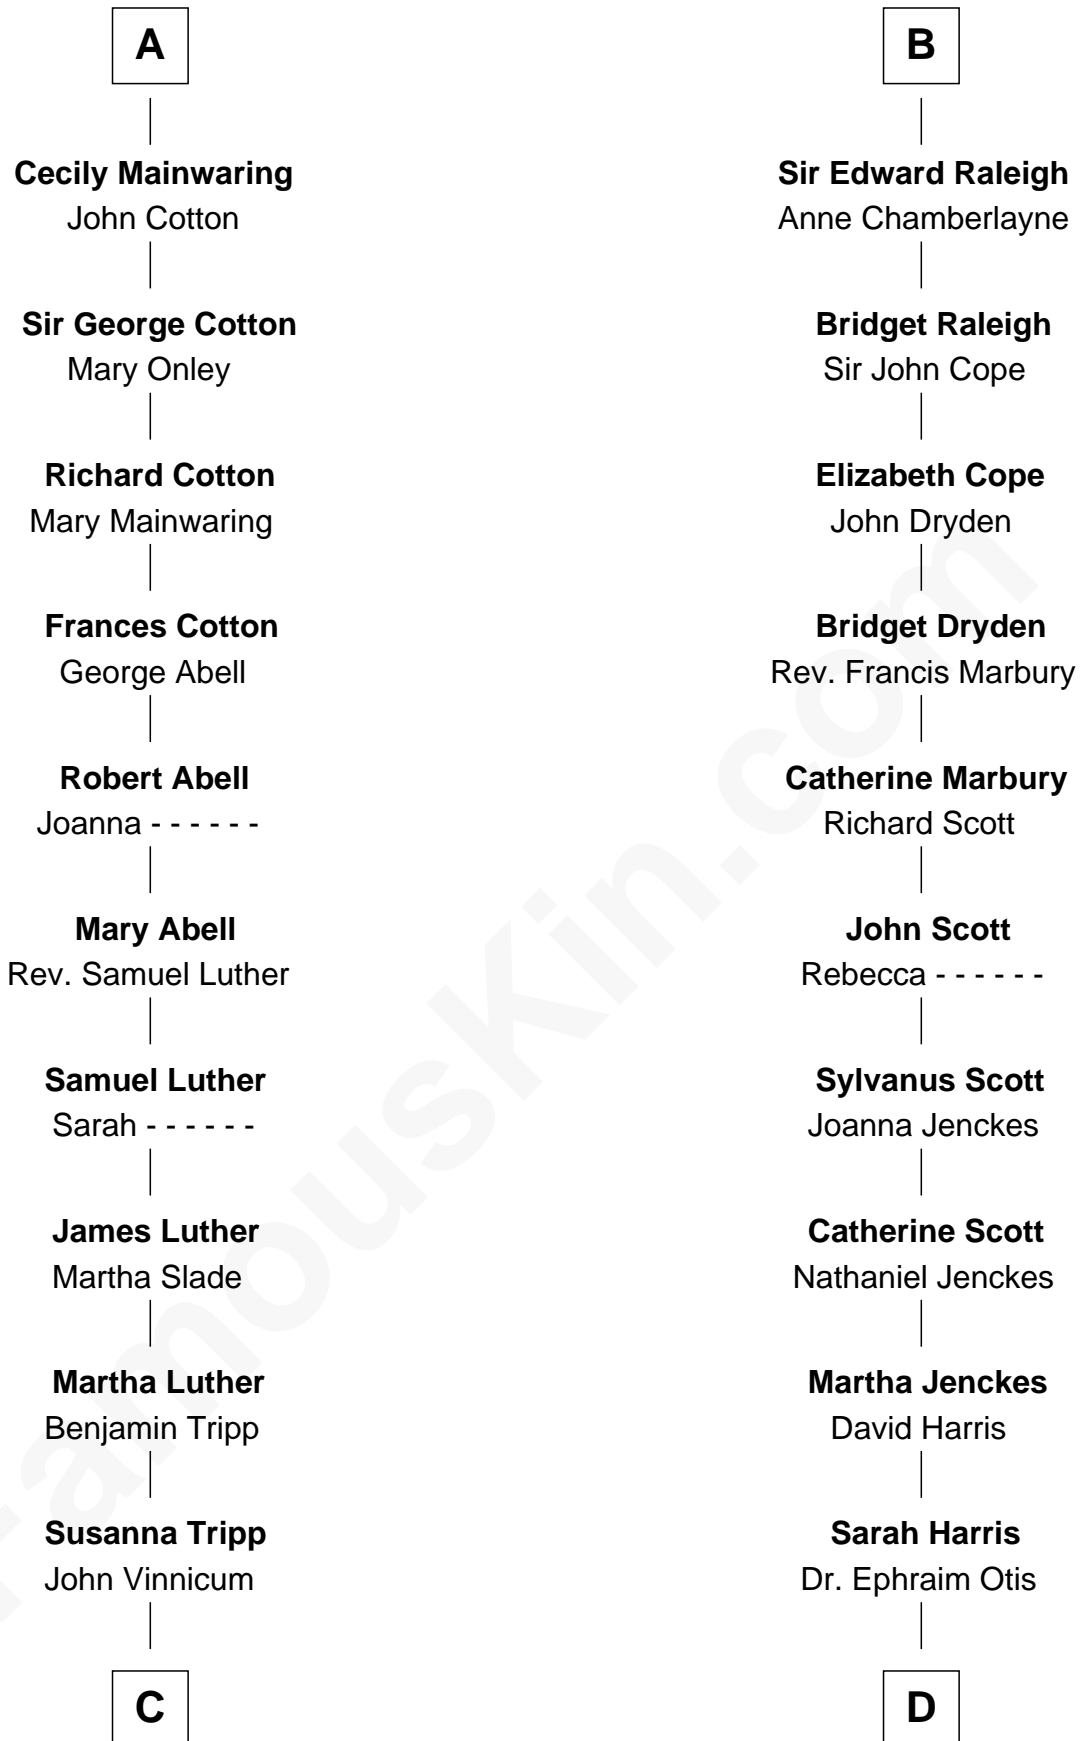 A
Cecily Mainwaring
John Cotton
Sir George Cotton
Mary Onley
Richard Cotton
Mary Mainwaring
Frances Cotton
George Abell
Robert Abell
Joanna - - - - - -
Mary Abell
Rev. Samuel Luther
Samuel Luther
Sarah - - - - - -
James Luther
Martha Slade
Martha Luther
Benjamin Tripp
Susanna Tripp
John Vinnicum
C
B
Sir Edward Raleigh
Anne Chamberlayne
Bridget Raleigh
Sir John Cope
Elizabeth Cope
John Dryden
Bridget Dryden
Rev. Francis Marbury
Catherine Marbury
Richard Scott
John Scott
Rebecca - - - - - -
Sylvanus Scott
Joanna Jenckes
Catherine Scott
Nathaniel Jenckes
Martha Jenckes
David Harris
Sarah Harris
Dr. Ephraim Otis
D
FamousKin.com